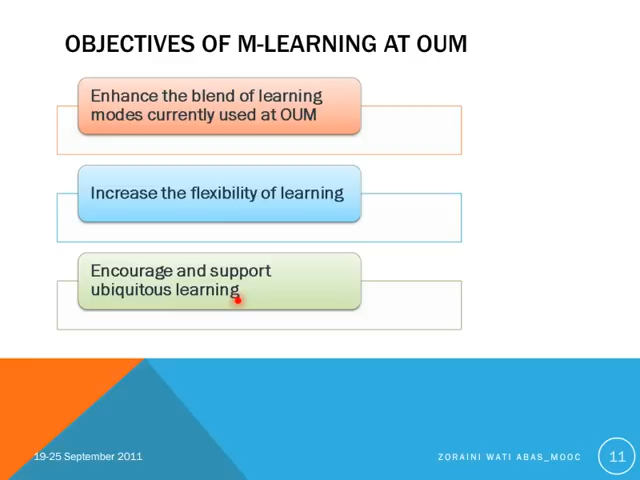 OBJECTIVES OF M-LEARNING AT OUM
Enhance the blend of learning
modes currently used at OUM
Increase the flexibility of learning
Encourage and support
ubiquitous learning
19-25 September 2011
ZORAINI WATI ABAS_MOOC
11